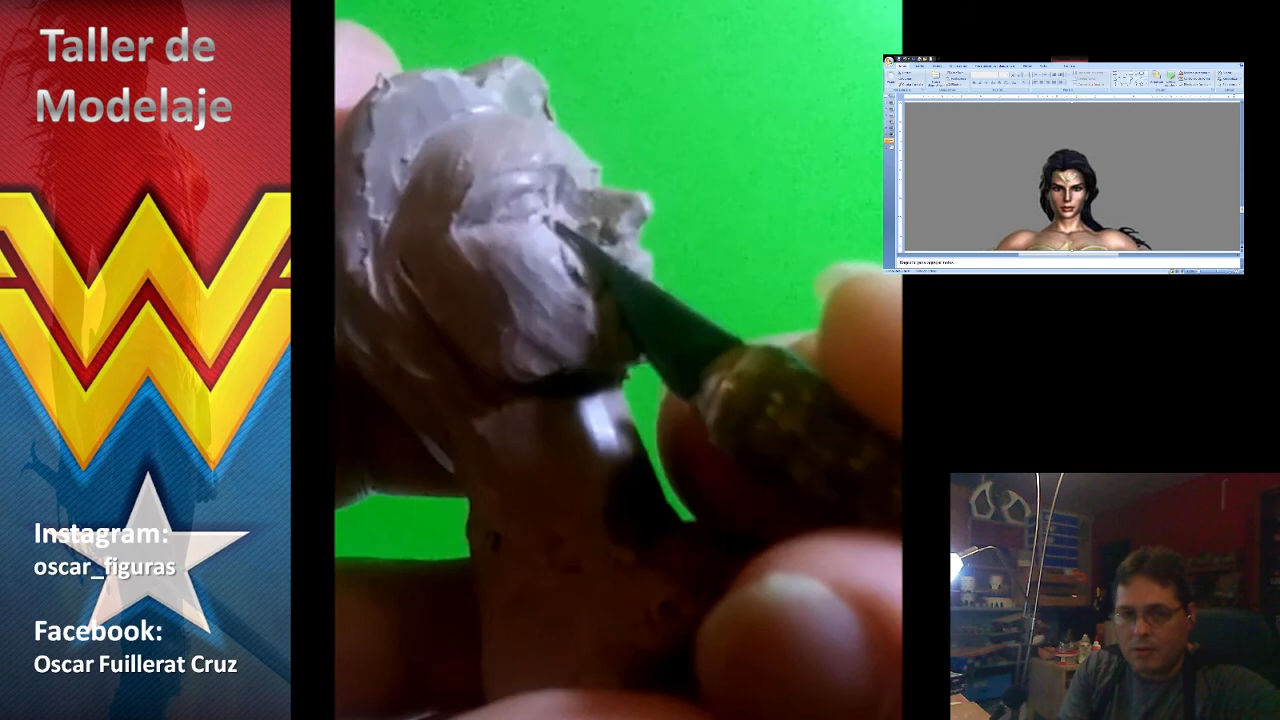 Taller de
Modelaje
Instagram:
oscar_figuras
Facebook:
Oscar Fuillerat Cruz